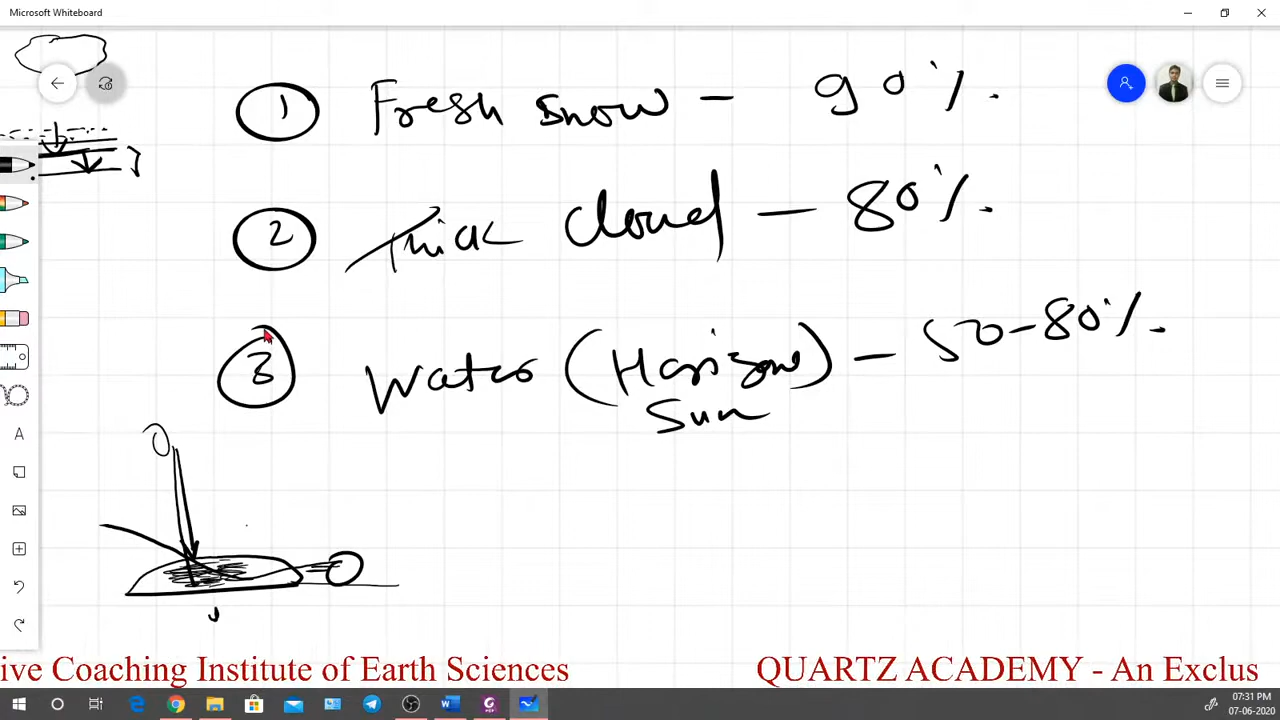 Microsoft Whiteboard
1 Fresh snow - 90%.
2 Thick cloud - 80%.
3 Water (Horizon Sun) - 50-80%.
A
ive Coaching Institute of Earth Sciences
QUARTZ ACADEMY - An Exclus
07:31 PM
07-06-2020